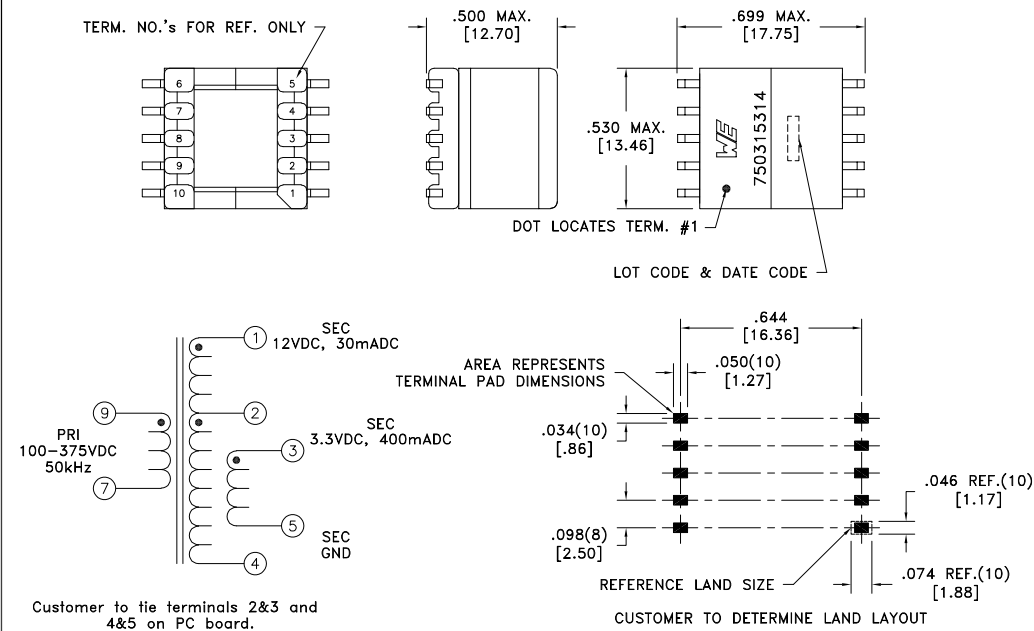 TERM. NO.'s FOR REF. ONLY
6
7
8
9
10
5
4
3
2
1
.500 MAX.
[12.70]
.699 MAX.
[17.75]
.530 MAX.
[13.46]
WE
750315314
DOT LOCATES TERM. #1
LOT CODE & DATE CODE
9
PRI
100-375VDC
50kHz
7
1
SEC
12VDC, 30mADC
2
SEC
3.3VDC, 400mADC
3
5
SEC
GND
4
Customer to tie terminals 2&3 and
4&5 on PC board.
.644
[16.36]
AREA REPRESENTS
TERMINAL PAD DIMENSIONS
.050(10)
[1.27]
.034(10)
[.86]
.098(8)
[2.50]
.046 REF.(10)
[1.17]
REFERENCE LAND SIZE
.074 REF.(10)
[1.88]
CUSTOMER TO DETERMINE LAND LAYOUT